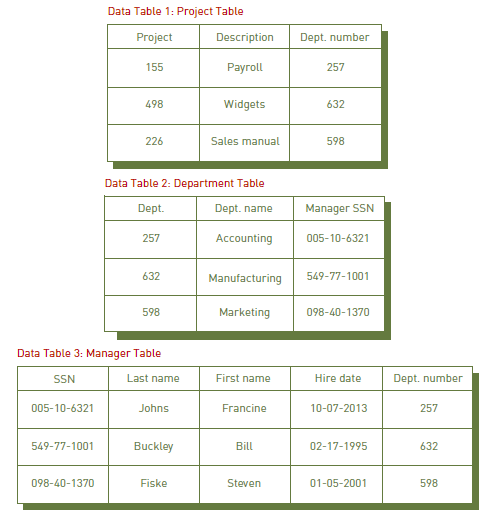 Data Table 1: Project Table
Project Description Dept. number
155 Payroll 257
498 Widgets 632
226 Sales manual 598
Data Table 2: Department Table
Dept. Dept. name Manager SSN
257 Accounting 005-10-6321
632 Manufacturing 549-77-1001
598 Marketing 098-40-1370
Data Table 3: Manager Table
SSN Last name First name Hire date Dept. number
005-10-6321 Johns Francine 10-07-2013 257
549-77-1001 Buckley Bill 02-17-1995 632
098-40-1370 Fiske Steven 01-05-2001 598